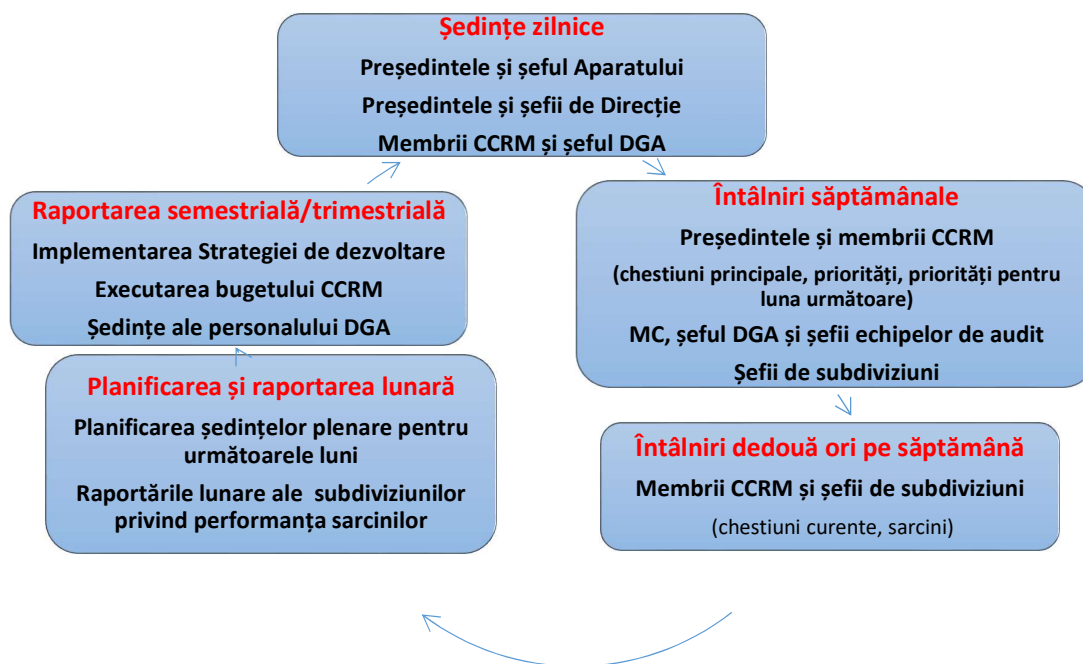 Ședințe zilnice
Președintele și șeful Aparatului
Președintele și șefii de Direcție
Membrii CCRM și șeful DGA
Întâlniri săptămânale
Președintele și membrii CCRM
(chestiuni principale, priorități, priorități pentru
luna următoare)
MC, șeful DGA și șefii echipelor de audit
Șefii de subdiviziuni
Întâlniri dedouă ori pe săptămână
Membrii CCRM și șefii de subdiviziuni
(chestiuni curente, sarcini)
Planificarea și raportarea lunară
Planificarea ședințelor plenare pentru
următoarele luni
Raportările lunare ale subdiviziunilor
privind performanța sarcinilor
Raportarea semestrială/trimestrială
Implementarea Strategiei de dezvoltare
Executarea bugetului CCRM
Ședințe ale personalului DGA